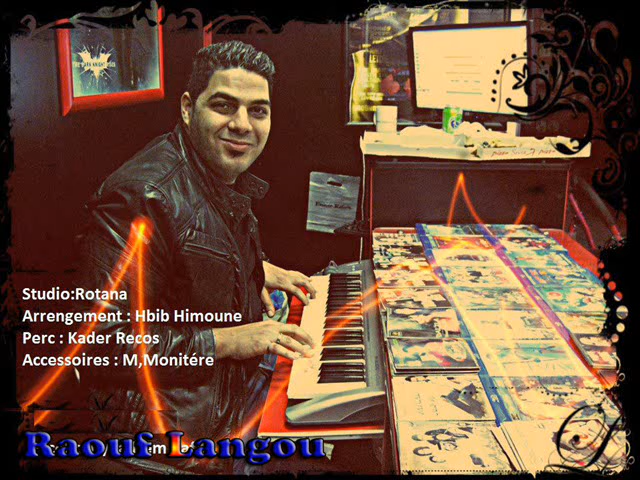 Studio:Rotana
Arrengement : Hbib Himoune
Perc : Kader Recos
Accessoires : M,Monitére
Raouf Langou